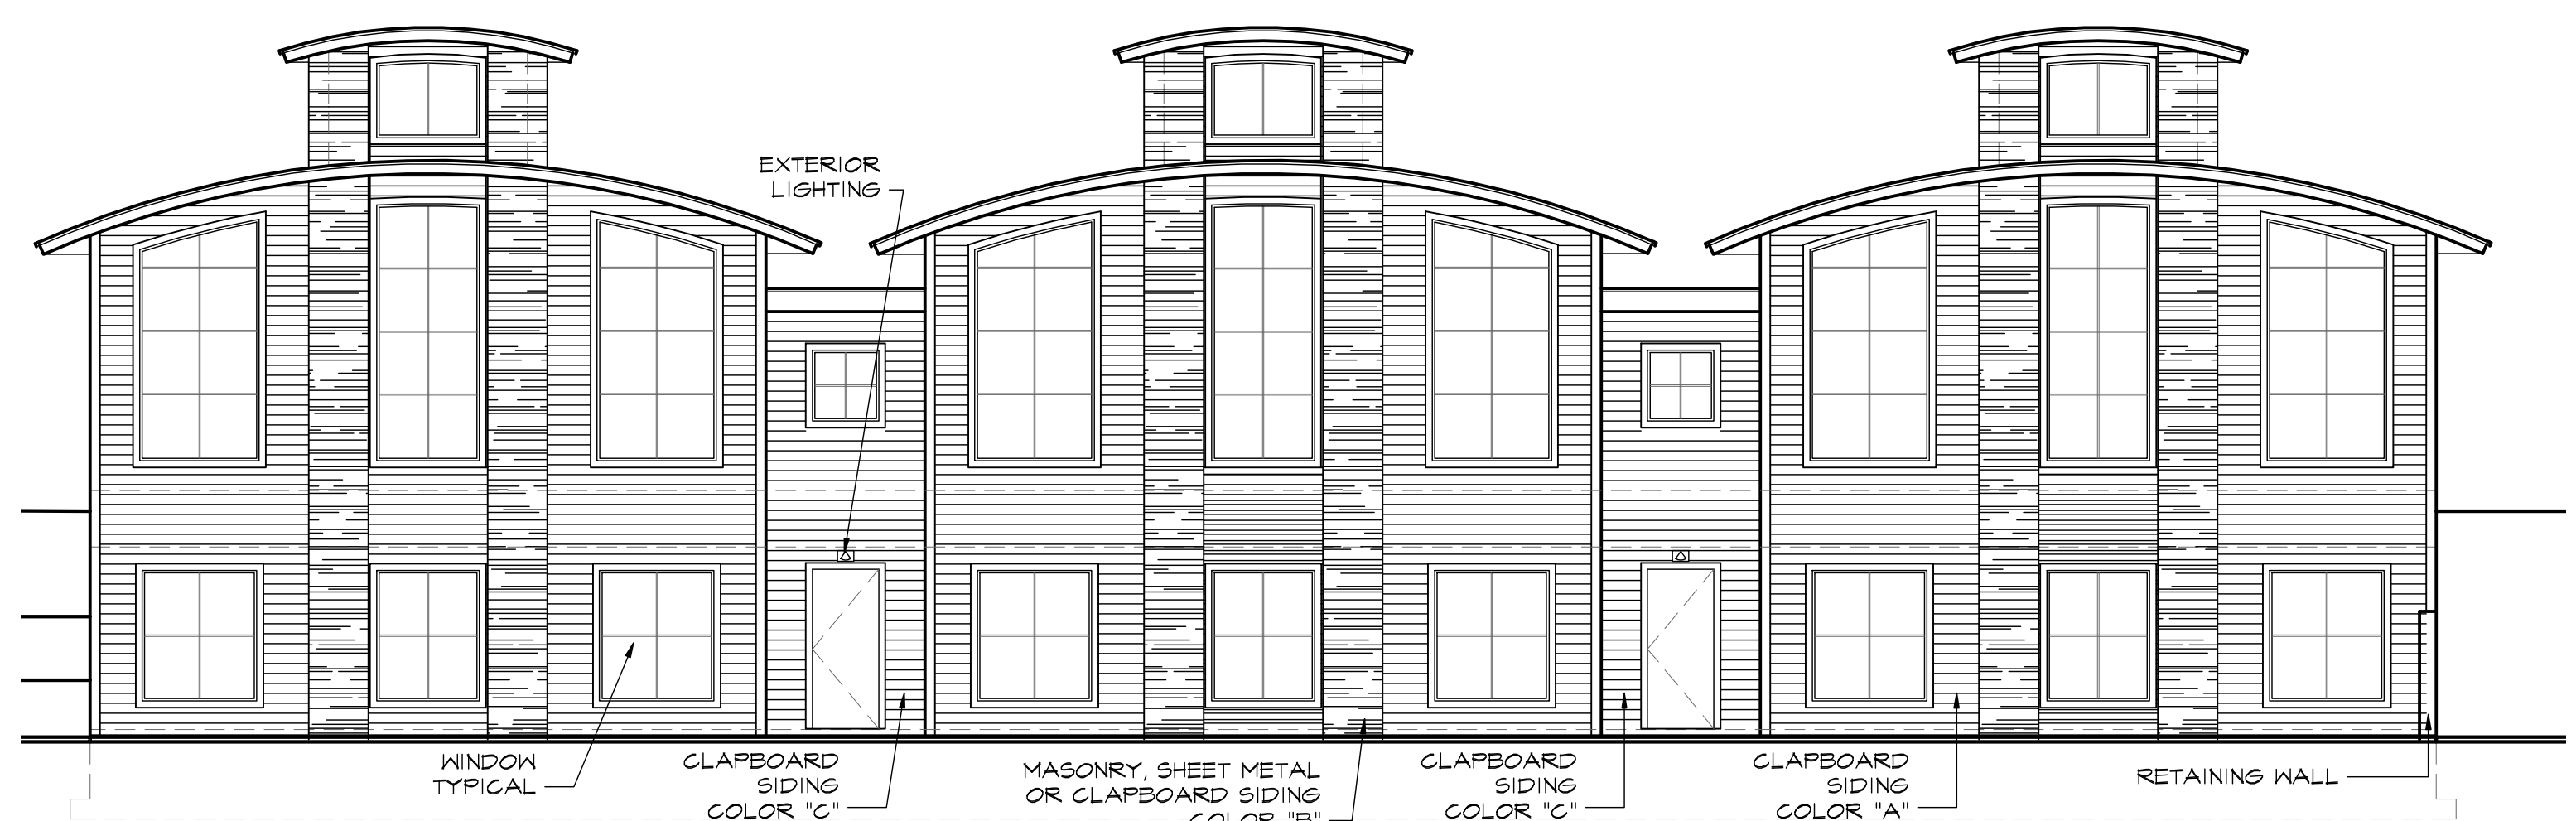 EXTERIOR
LIGHTING
WINDOW
TYPICAL
CLAPBOARD
SIDING
COLOR "C"
MASONRY, SHEET METAL
OR CLAPBOARD SIDING
COLOR "B"
CLAPBOARD
SIDING
COLOR "C"
CLAPBOARD
SIDING
COLOR "A"
RETAINING WALL